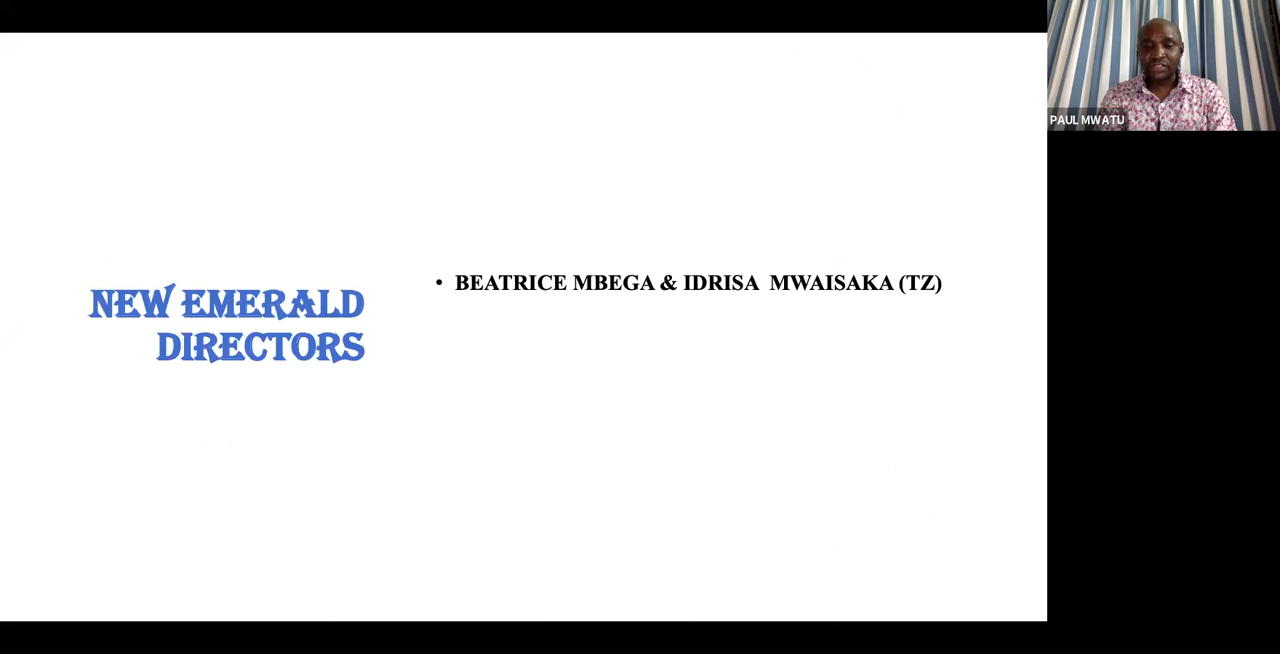 NEW EMERALD
DIRECTORS
• BEATRICE MBEGA & IDRISA MWAISAKA (TZ)
PAUL MWATU